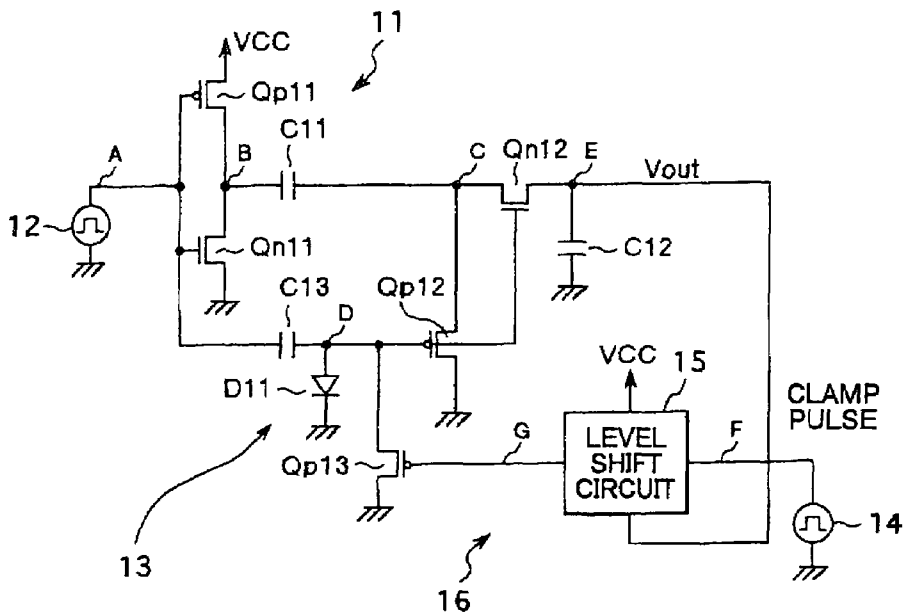 11
VCC
Qp11
C11
A
B
C
Qn12
E
Vout
12
Qn11
C12
C13
D
Qp12
D11
VCC
15
CLAMP
PULSE
LEVEL
SHIFT
CIRCUIT
G
F
Qp13
13
16
14